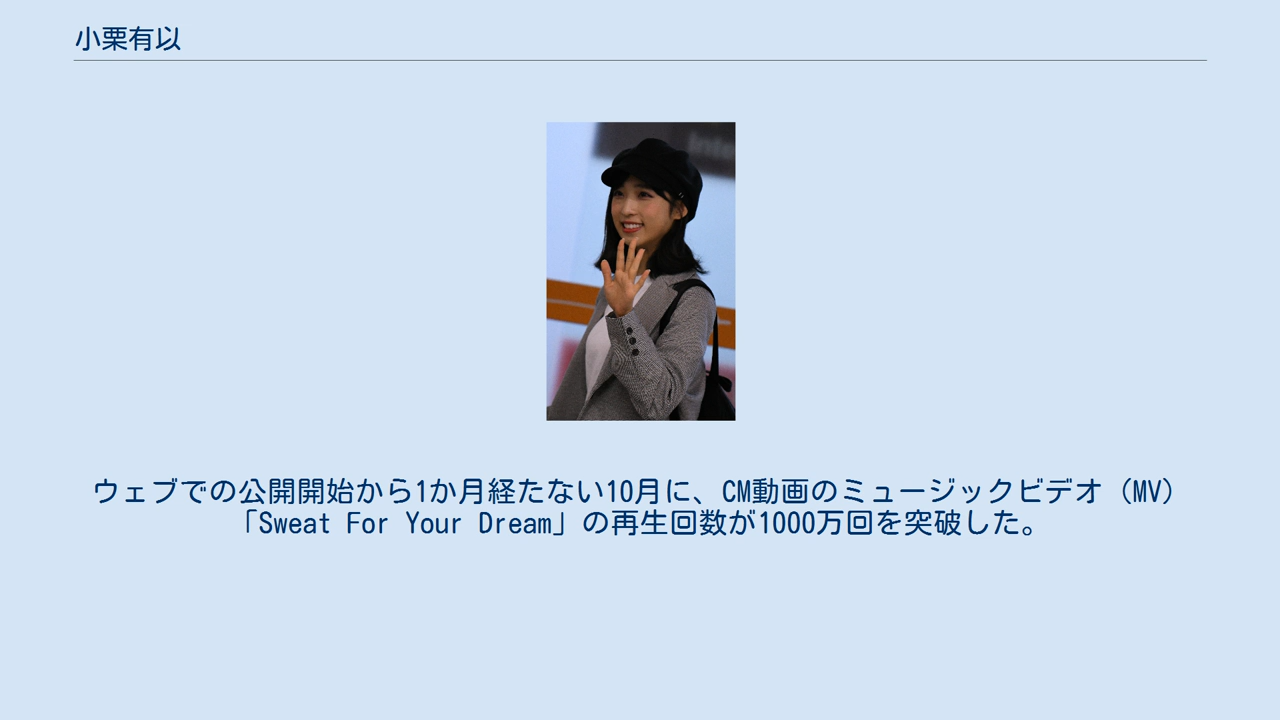 小栗有以
ウェブでの公開開始から1か月経たない10月に、CM動画のミュージックビデオ（MV）
「Sweat For Your Dream」の再生回数が1000万回を突破した。